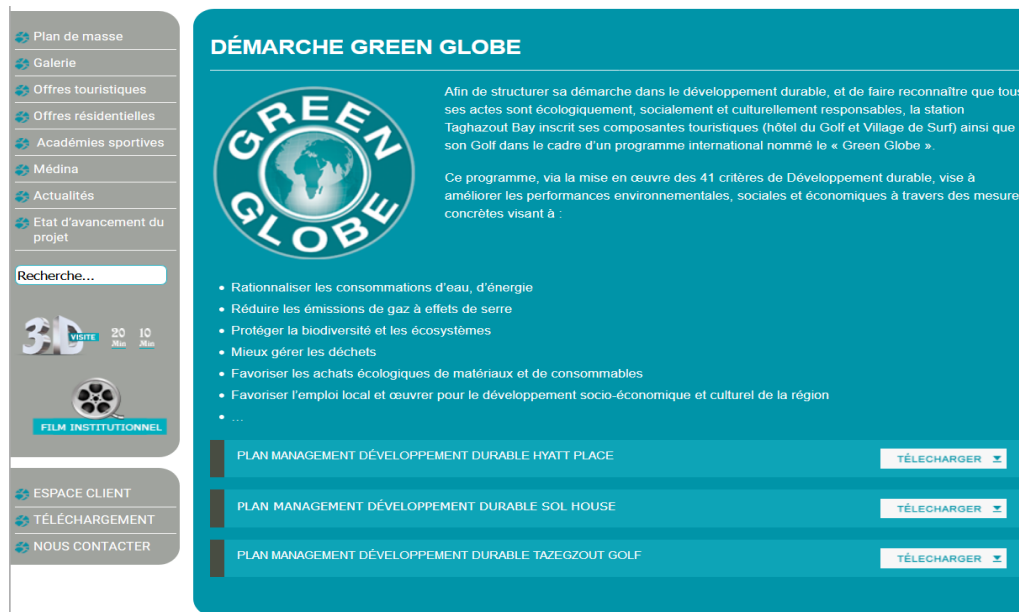 Plan de masse
Galerie
Offres touristiques
Offres résidentielles
Académies sportives
Médina
Actualités
Etat d'avancement du
projet
Recherche...
3D VISITE 20 Min 10 Min
FILM INSTITUTIONNEL
ESPACE CLIENT
TÉLÉCHARGEMENT
NOUS CONTACTER
DÉMARCHE GREEN GLOBE
GREEN GLOBE
Afin de structurer sa démarche dans le développement durable, et de faire reconnaître que tous
ses actes sont écologiquement, socialement et culturellement responsables, la station
Taghazout Bay inscrit ses composantes touristiques (hôtel du Golf et Village de Surf) ainsi que
son Golf dans le cadre d'un programme international nommé le « Green Globe ».
Ce programme, via la mise en œuvre des 41 critères de Développement durable, vise à
améliorer les performances environnementales, sociales et économiques à travers des mesure
concrètes visant à :
• Rationnaliser les consommations d'eau, d'énergie
• Réduire les émissions de gaz à effets de serre
• Protéger la biodiversité et les écosystèmes
• Mieux gérer les déchets
• Favoriser les achats écologiques de matériaux et de consommables
• Favoriser l'emploi local et œuvrer pour le développement socio-économique et culturel de la région
• ...
PLAN MANAGEMENT DÉVELOPPEMENT DURABLE HYATT PLACE TÉLECHARGER
PLAN MANAGEMENT DÉVELOPPEMENT DURABLE SOL HOUSE TÉLECHARGER
PLAN MANAGEMENT DÉVELOPPEMENT DURABLE TAZEGZOUT GOLF TÉLECHARGER